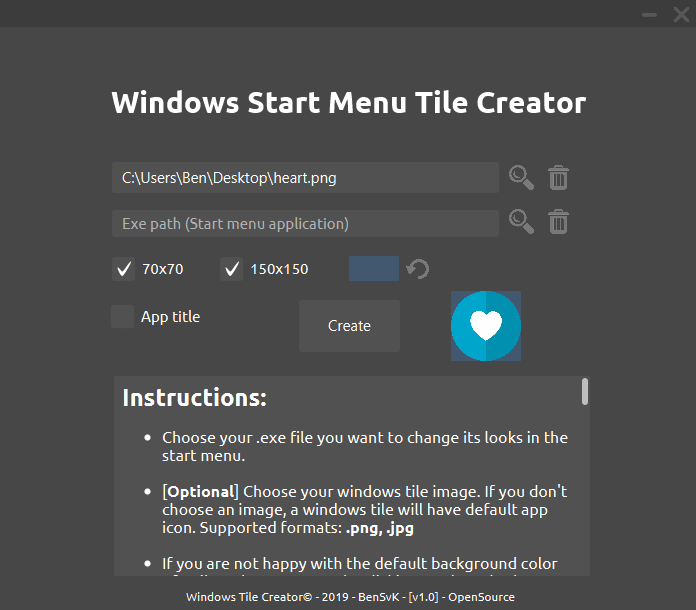 Windows Start Menu Tile Creator
C:\Users\Ben\Desktop\heart.png
Exe path (Start menu application)
70x70 150x150
App title Create
Instructions:
• Choose your .exe file you want to change its looks in the
start menu.
• [Optional] Choose your windows tile image. If you don't
choose an image, a windows tile will have default app
icon. Supported formats: .png, .jpg
• If you are not happy with the default background color
Windows Tile Creator© - 2019 - BenSvK - [v1.0] - OpenSource